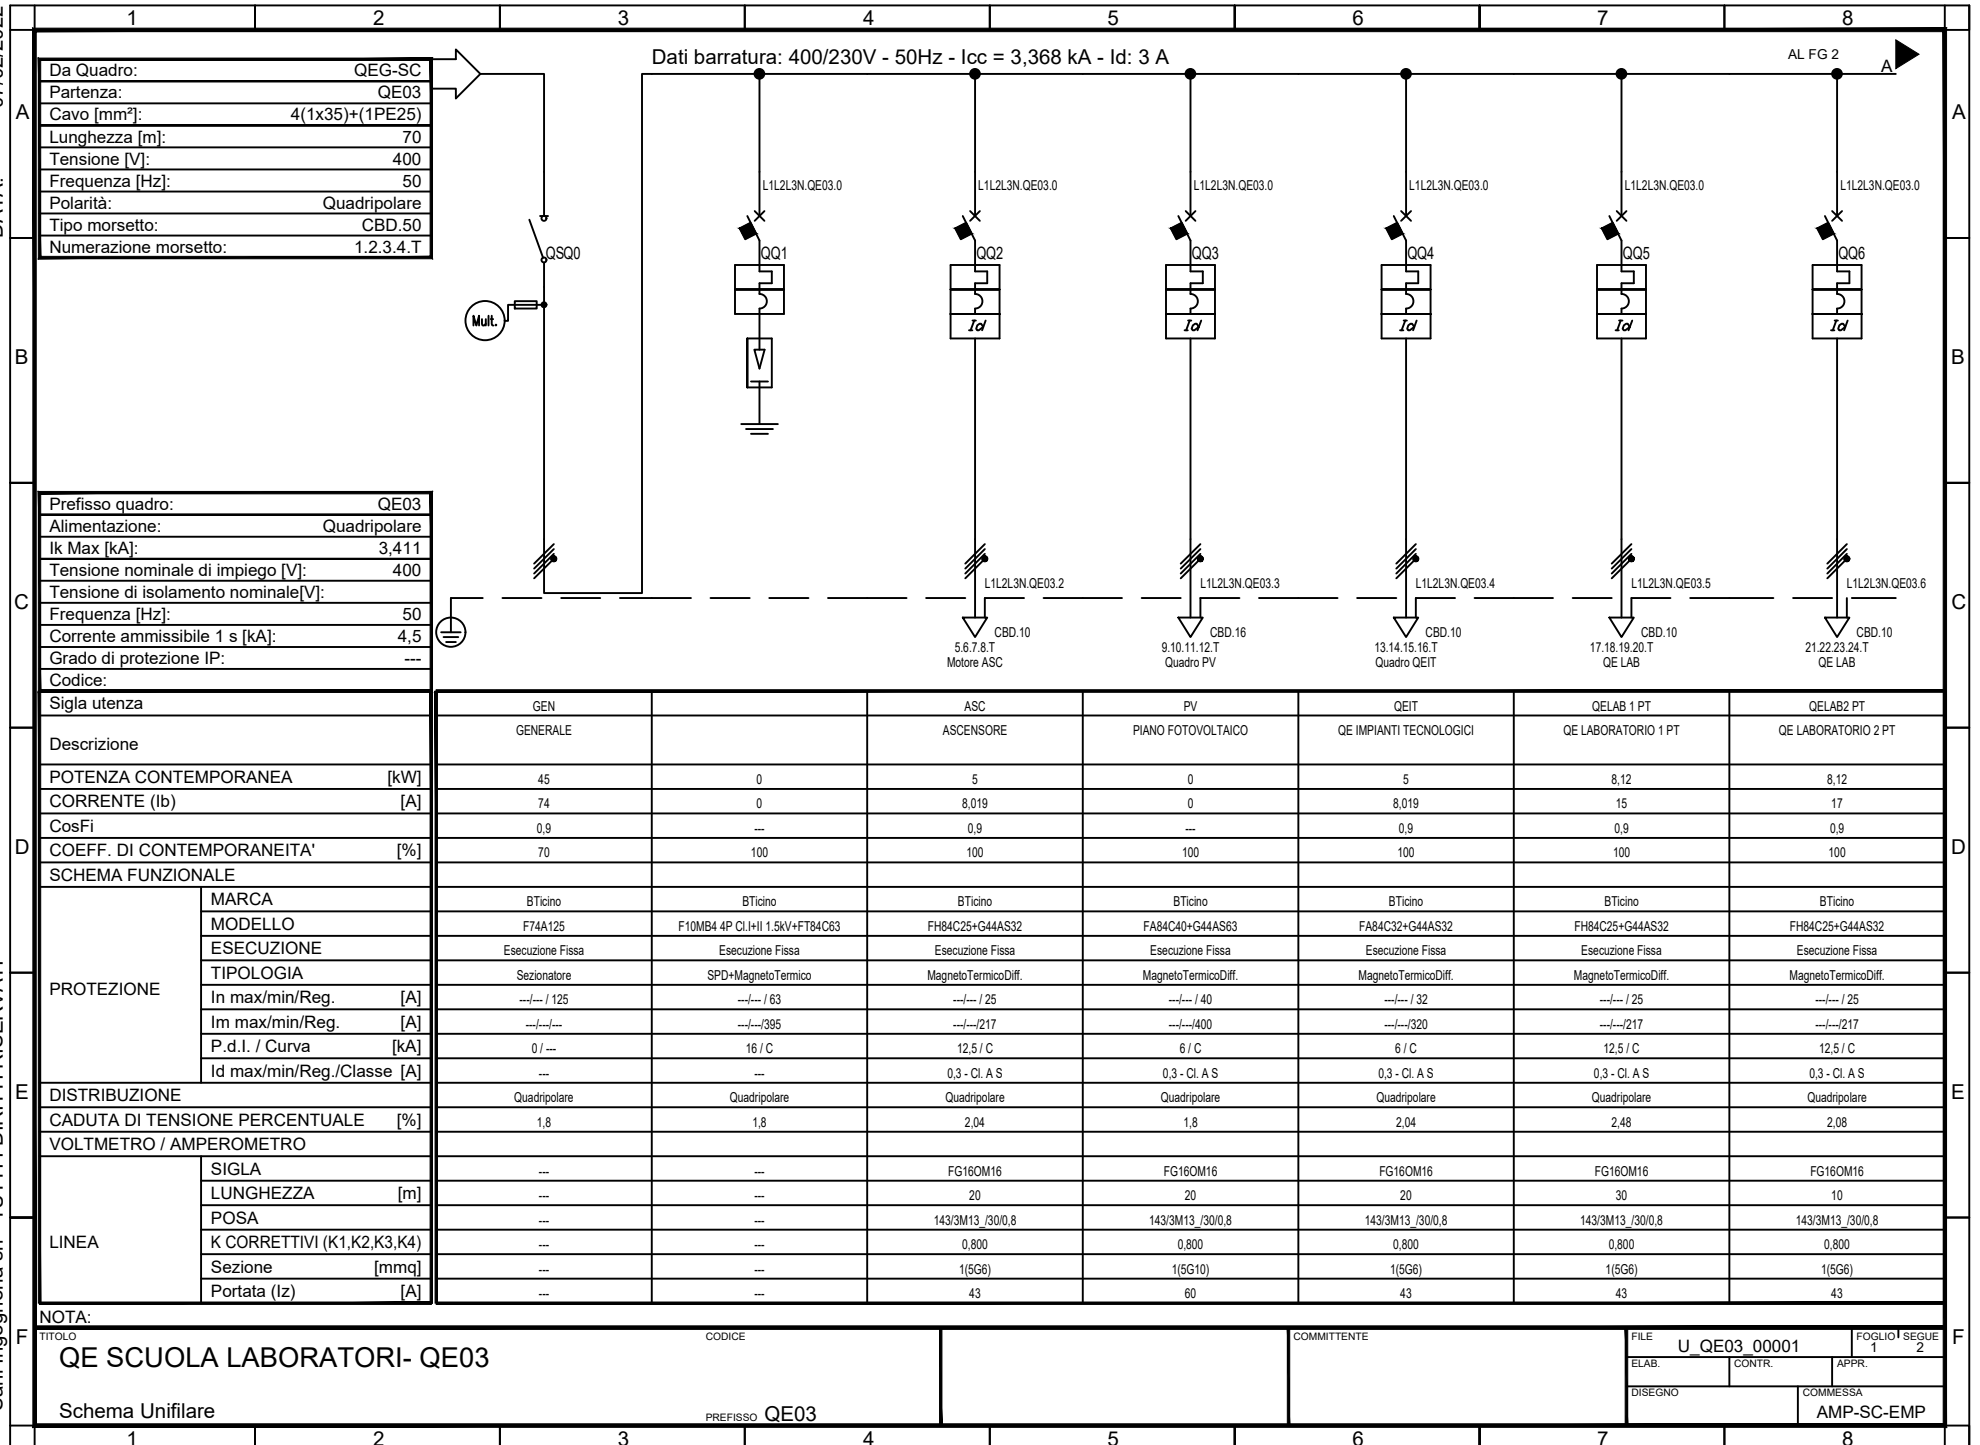 1 2 3 4 5 6 7 8
Dati barratura: 400/230V - 50Hz - Icc = 3,368 kA - Id: 3 A
AL FG 2
A
A
A
Da Quadro: QEG-SC
Partenza: QE03
Cavo [mm²]: 4(1x35)+(1PE25)
Lunghezza [m]: 70
Tensione [V]: 400
Frequenza [Hz]: 50
Polarità: Quadripolare
Tipo morsetto: CBD.50
Numerazione morsetto: 1.2.3.4.T
L1L2L3N.QE03.0 L1L2L3N.QE03.0 L1L2L3N.QE03.0 L1L2L3N.QE03.0 L1L2L3N.QE03.0 L1L2L3N.QE03.0
QSQ0 QQ1 QQ2 QQ3 QQ4 QQ5 QQ6
Mult.
Id Id Id Id Id
B B
Prefisso quadro: QE03
Alimentazione: Quadripolare
Ik Max [kA]: 3,411
Tensione nominale di impiego [V]: 400
Tensione di isolamento nominale[V]:
Frequenza [Hz]: 50
Corrente ammissibile 1 s [kA]: 4,5
Grado di protezione IP: ---
Codice:
C C
L1L2L3N.QE03.2 L1L2L3N.QE03.3 L1L2L3N.QE03.4 L1L2L3N.QE03.5 L1L2L3N.QE03.6
CBD.10 CBD.16 CBD.10 CBD.10 CBD.10
5.6.7.8.T 9.10.11.12.T 13.14.15.16.T 17.18.19.20.T 21.22.23.24.T
Motore ASC Quadro PV Quadro QEIT QE LAB QE LAB
Sigla utenza GEN ASC PV QEIT QELAB 1 PT QELAB2 PT
Descrizione GENERALE ASCENSORE PIANO FOTOVOLTAICO QE IMPIANTI TECNOLOGICI QE LABORATORIO 1 PT QE LABORATORIO 2 PT
POTENZA CONTEMPORANEA [kW] 45 0 5 0 5 8,12 8,12
CORRENTE (Ib) [A] 74 0 8,019 0 8,019 15 17
CosFi 0,9 --- 0,9 --- 0,9 0,9 0,9
D D
COEFF. DI CONTEMPORANEITA' [%] 70 100 100 100 100 100 100
SCHEMA FUNZIONALE
PROTEZIONE
MARCA BTicino BTicino BTicino BTicino BTicino BTicino BTicino
MODELLO F74A125 F10MB4 4P Cl.I+II 1.5kV+FT84C63 FH84C25+G44AS32 FA84C40+G44AS63 FA84C32+G44AS32 FH84C25+G44AS32 FH84C25+G44AS32
ESECUZIONE Esecuzione Fissa Esecuzione Fissa Esecuzione Fissa Esecuzione Fissa Esecuzione Fissa Esecuzione Fissa Esecuzione Fissa
TIPOLOGIA Sezionatore SPD+MagnetoTermico MagnetoTermicoDiff. MagnetoTermicoDiff. MagnetoTermicoDiff. MagnetoTermicoDiff. MagnetoTermicoDiff.
In max/min/Reg. [A] ---/--- / 125 ---/--- / 63 ---/--- / 25 ---/--- / 40 ---/--- / 32 ---/--- / 25 ---/--- / 25
Im max/min/Reg. [A] ---/---/--- ---/---/395 ---/---/217 ---/---/400 ---/---/320 ---/---/217 ---/---/217
P.d.I. / Curva [kA] 0 / --- 16 / C 12,5 / C 6 / C 6 / C 12,5 / C 12,5 / C
Id max/min/Reg./Classe [A] --- --- 0,3 - Cl. A S 0,3 - Cl. A S 0,3 - Cl. A S 0,3 - Cl. A S 0,3 - Cl. A S
E E
DISTRIBUZIONE Quadripolare Quadripolare Quadripolare Quadripolare Quadripolare Quadripolare Quadripolare
CADUTA DI TENSIONE PERCENTUALE [%] 1,8 1,8 2,04 1,8 2,04 2,48 2,08
VOLTMETRO / AMPEROMETRO
LINEA
SIGLA --- --- FG16OM16 FG16OM16 FG16OM16 FG16OM16 FG16OM16
LUNGHEZZA [m] --- --- 20 20 20 30 10
POSA --- --- 143/3M13_/30/0,8 143/3M13_/30/0,8 143/3M13_/30/0,8 143/3M13_/30/0,8 143/3M13_/30/0,8
K CORRETTIVI (K1,K2,K3,K4) --- --- 0,800 0,800 0,800 0,800 0,800
Sezione [mmq] --- --- 1(5G6) 1(5G10) 1(5G6) 1(5G6) 1(5G6)
Portata (Iz) [A] --- --- 43 60 43 43 43
NOTA:
F F
TITOLO CODICE COMMITTENTE FILE FOGLIO SEGUE
QE SCUOLA LABORATORI- QE03 U_QE03_00001 1 2
ELAB. CONTR. APPR.
DISEGNO COMMESSA
Schema Unifilare PREFISSO QE03 AMP-SC-EMP
1 2 3 4 5 6 7 8